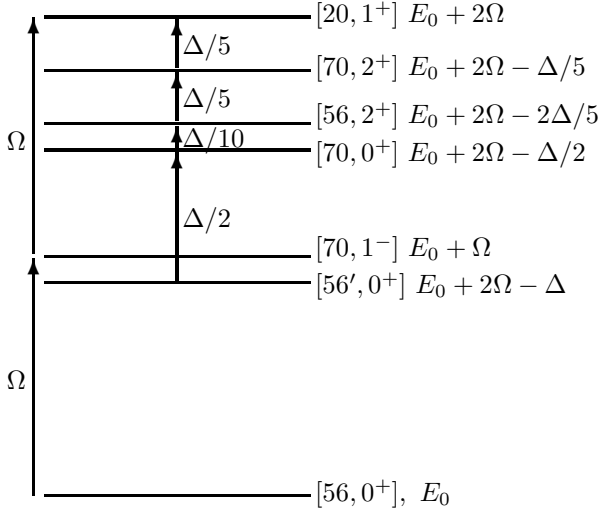 [20, 1⁺] E₀ + 2Ω
Δ/5
[70, 2⁺] E₀ + 2Ω − Δ/5
Δ/5
[56, 2⁺] E₀ + 2Ω − 2Δ/5
Ω
Δ/10
[70, 0⁺] E₀ + 2Ω − Δ/2
Δ/2
[70, 1⁻] E₀ + Ω
[56′, 0⁺] E₀ + 2Ω − Δ
Ω
[56, 0⁺], E₀